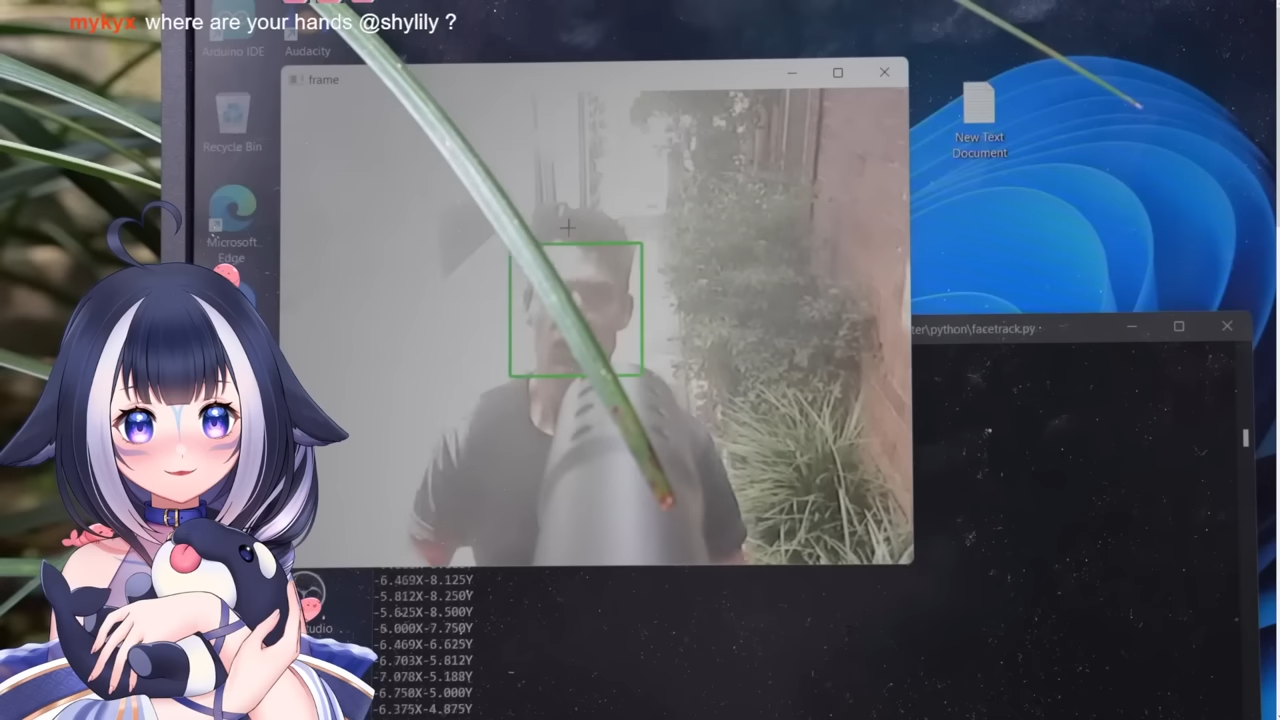 mykyx where are your hands @shylily ?
Arduino IDE
Audacity
frame
Recycle Bin
New Text
Document
Microsoft
Edge
ter\python\facetrack.py
-6.469X-8.125Y
-5.812X-8.250Y
-5.625X-8.500Y
-5.000X-7.750Y
-6.469X-6.625Y
-6.703X-5.812Y
-7.078X-5.188Y
-6.750X-5.000Y
-6.375X-4.875Y